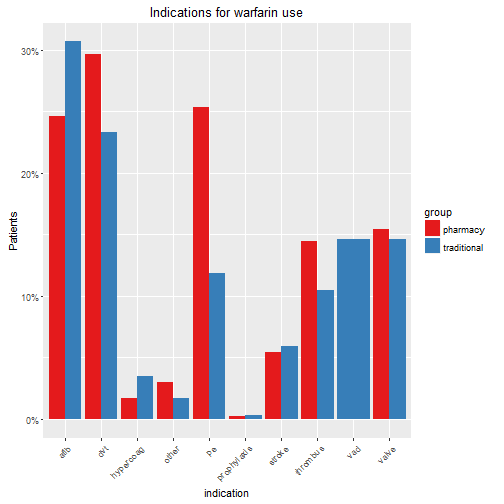 Indications for warfarin use
30%
20%
10%
0%
Patients
afib
dvt
hypercoag
other
pe
prophylaxis
stroke
thrombus
vad
valve
indication
group
pharmacy
traditional